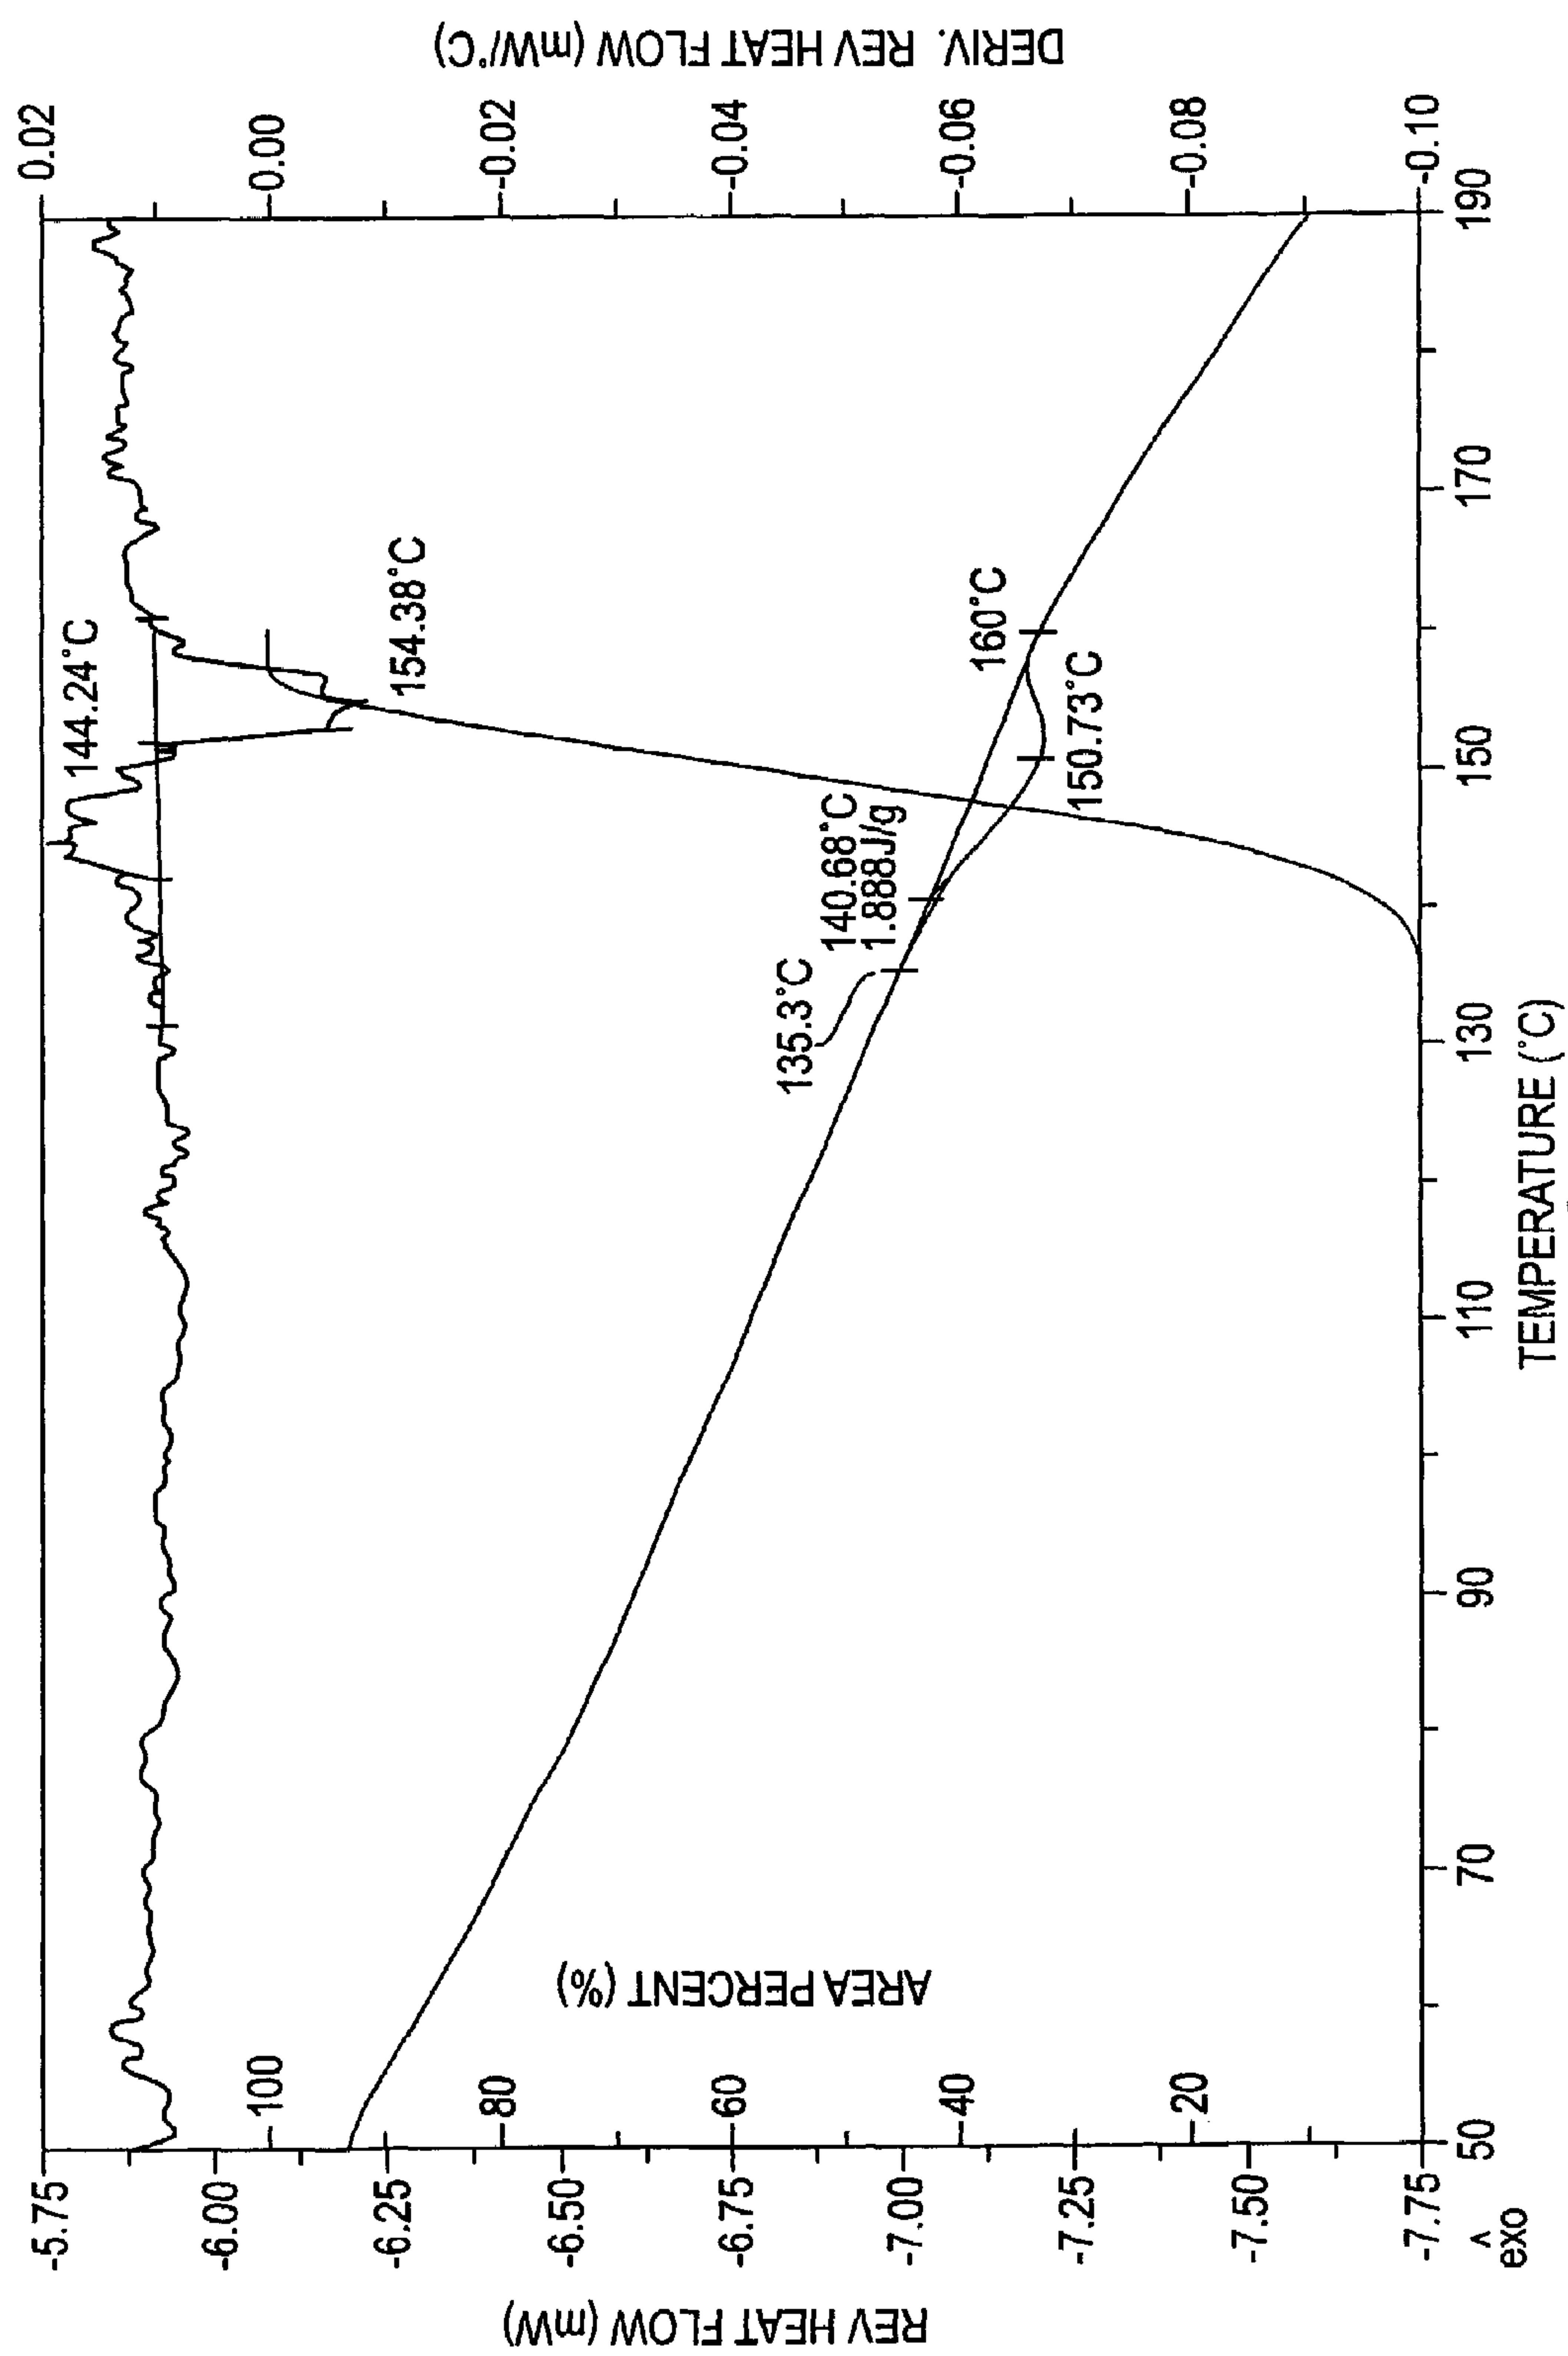 REV HEAT FLOW (mW)
-5.75
-6.00
-6.25
-6.50
-6.75
-7.00
-7.25
-7.50
-7.75
^
exo
AREA PERCENT (%)
100
80
60
40
20
144.24°C
154.38°C
135.3°C
140.68°C
1.888J/g
160°C
150.73°C
DERIV. REV HEAT FLOW (mW/°C)
0.02
0.00
-0.02
-0.04
-0.06
-0.08
-0.10
50
70
90
110
130
150
170
190
TEMPERATURE (°C)